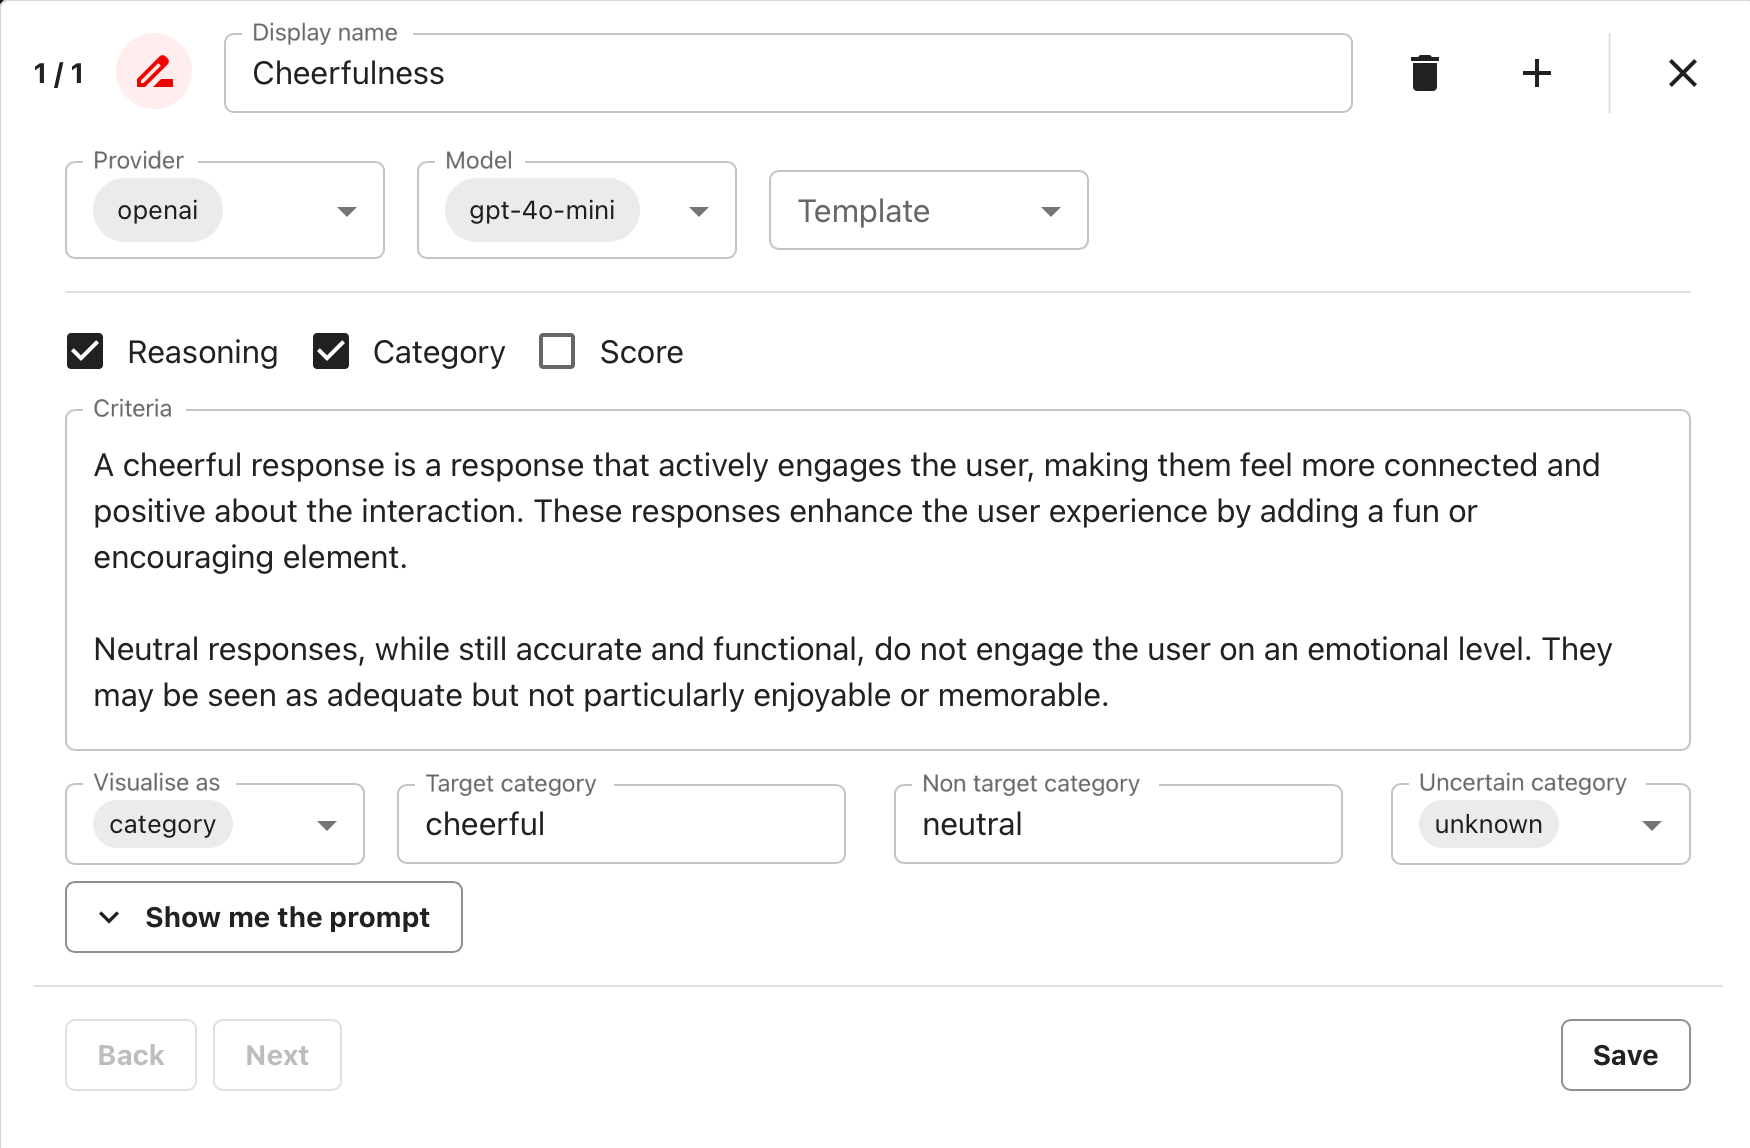 1 / 1
Display name
Cheerfulness
Provider
openai
Model
gpt-4o-mini
Template
Reasoning
Category
Score
Criteria
A cheerful response is a response that actively engages the user, making them feel more connected and
positive about the interaction. These responses enhance the user experience by adding a fun or
encouraging element.
Neutral responses, while still accurate and functional, do not engage the user on an emotional level. They
may be seen as adequate but not particularly enjoyable or memorable.
Visualise as
category
Target category
cheerful
Non target category
neutral
Uncertain category
unknown
Show me the prompt
Back
Next
Save